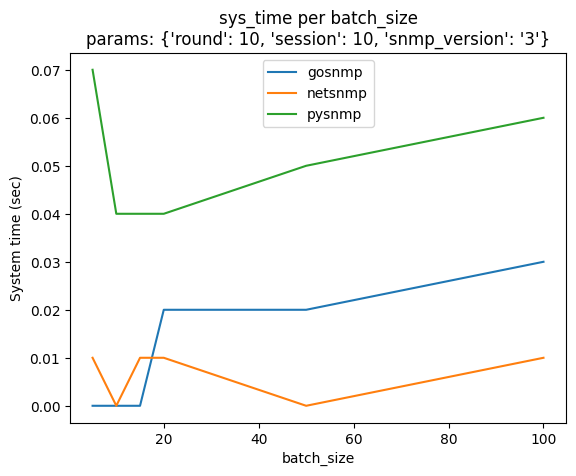 sys_time per batch_size
params: {'round': 10, 'session': 10, 'snmp_version': '3'}
gosnmp
netsnmp
pysnmp
0.07
0.06
0.05
0.04
0.03
0.02
0.01
0.00
System time (sec)
20
40
60
80
100
batch_size